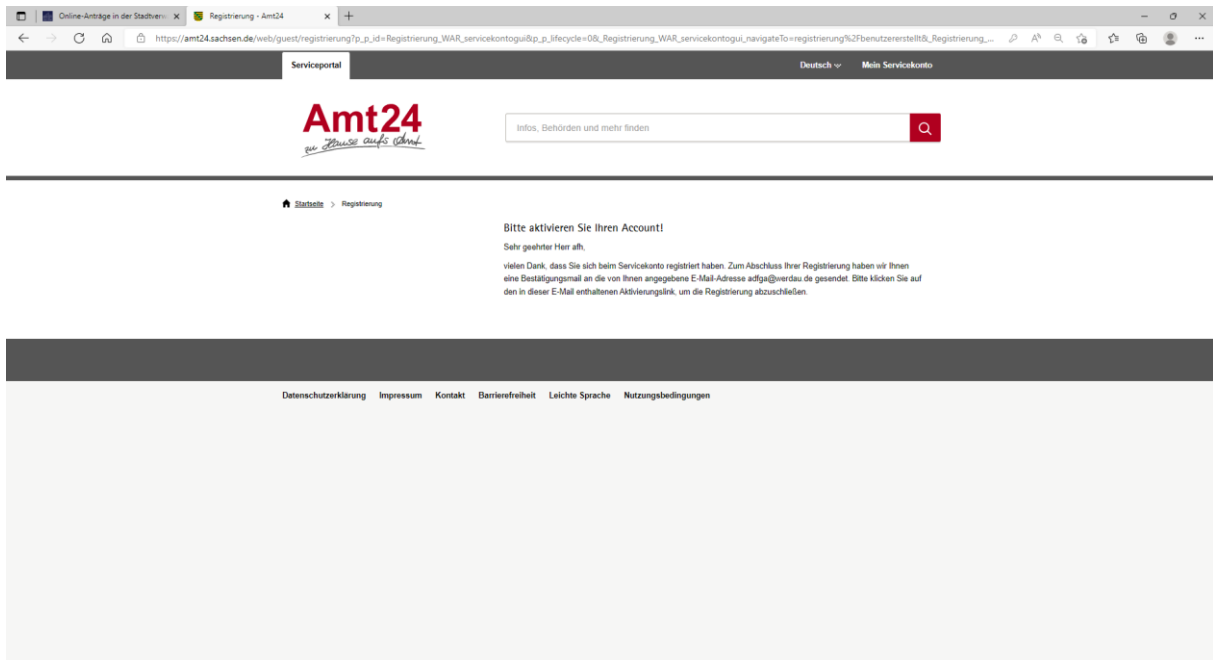 Online-Anträge in der Stadtverw
Registrierung - Amt24
https://amt24.sachsen.de/web/guest/registrierung?p_p_id=Registrierung_WAR_servicekontogui&p_p_lifecycle=0&_Registrierung_WAR_servicekontogui_navigateTo=registrierung%2Fbenutzererstellt&_Registrierung_...
Serviceportal
Deutsch
Mein Servicekonto
Amt24
zu Hause aufs Amt
Infos, Behörden und mehr finden
Startseite > Registrierung
Bitte aktivieren Sie Ihren Account!
Sehr geehrter Herr afh,
vielen Dank, dass Sie sich beim Servicekonto registriert haben. Zum Abschluss Ihrer Registrierung haben wir Ihnen
eine Bestätigungsmail an die von Ihnen angegebene E-Mail-Adresse adfga@werdau de gesendet. Bitte klicken Sie auf
den in dieser E-Mail enthaltenen Aktivierungslink, um die Registrierung abzuschließen.
Datenschutzerklärung Impressum Kontakt Barrierefreiheit Leichte Sprache Nutzungsbedingungen